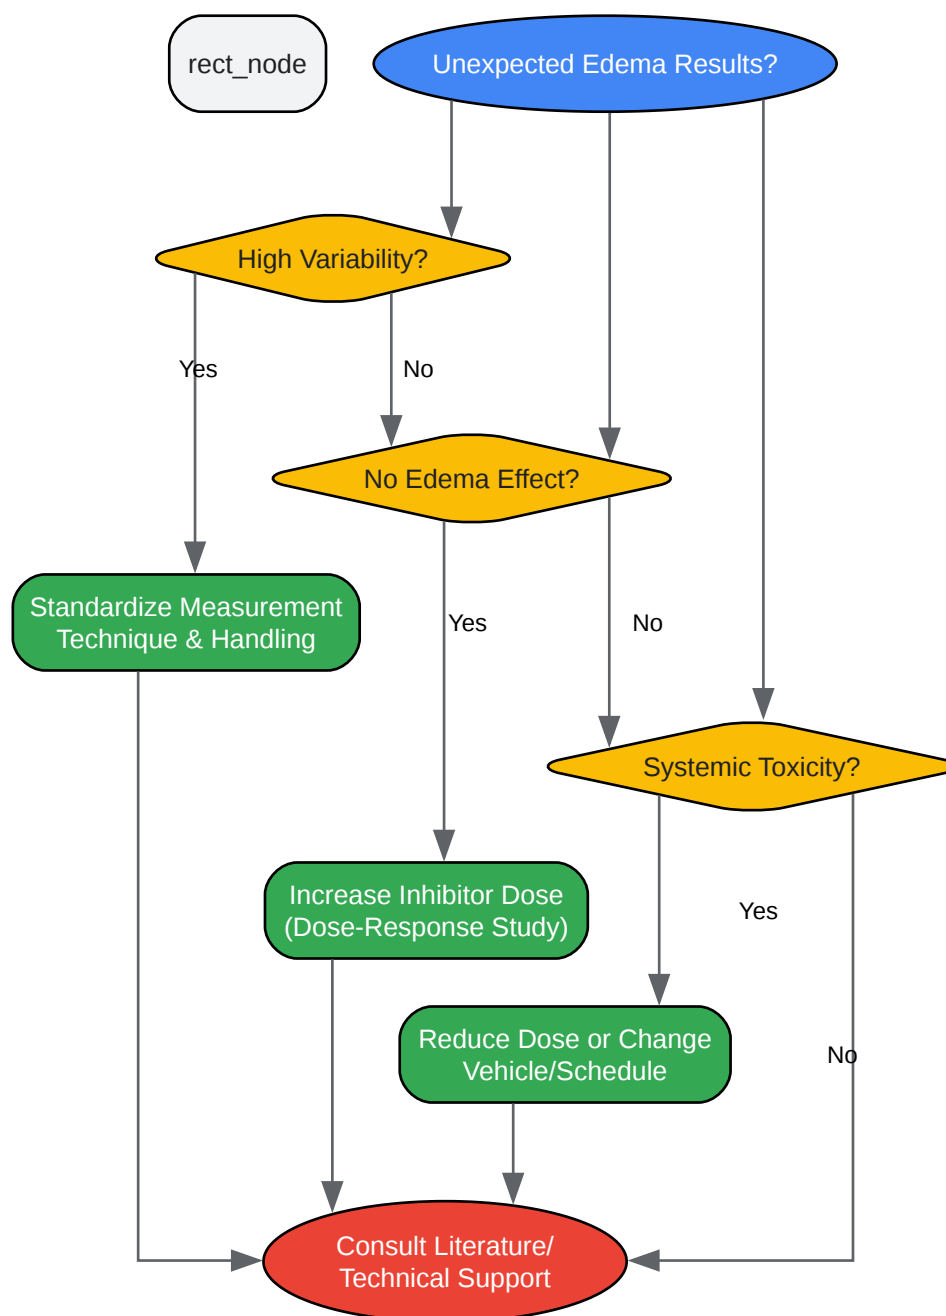 rect_node
Unexpected Edema Results?
High Variability?
Yes
No
No Edema Effect?
Standardize Measurement
Technique & Handling
Yes
No
Systemic Toxicity?
Increase Inhibitor Dose
(Dose-Response Study)
Yes
Reduce Dose or Change
Vehicle/Schedule
No
Consult Literature/
Technical Support